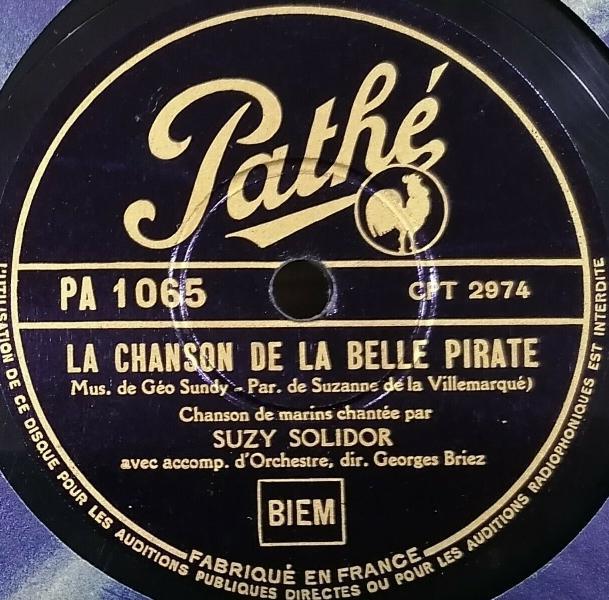 Pathé
PA 1065
CPT 2974
LA CHANSON DE LA BELLE PIRATE
Mus. de Géo Sundy - Par. de Suzanne de la Villemarqué)
Chanson de marins chantée par
SUZY SOLIDOR
avec accomp. d'Orchestre, dir. Georges Briez
BIEM
FABRIQUÉ EN FRANCE
L'UTILISATION DE CE DISQUE POUR LES AUDITIONS PUBLIQUES DIRECTES OU POUR LES AUDITIONS RADIOPHONIQUES EST INTERDITE